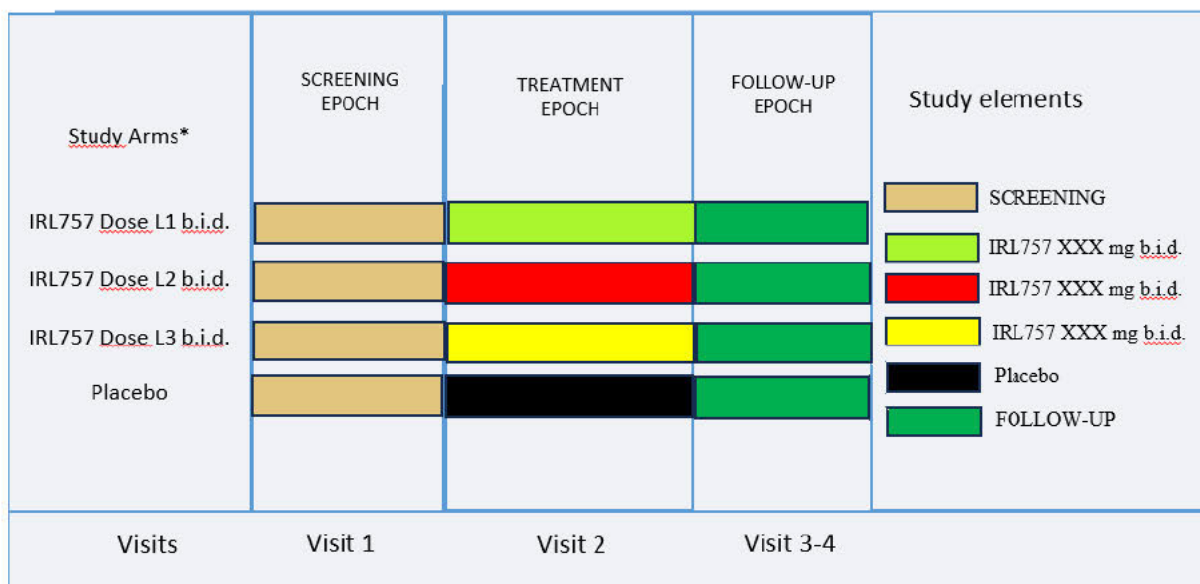 Study Arms*
SCREENING
EPOCH
TREATMENT
EPOCH
FOLLOW-UP
EPOCH
Study elements
IRL757 Dose L1 b.i.d.
IRL757 Dose L2 b.i.d.
IRL757 Dose L3 b.i.d.
Placebo
SCREENING
IRL757 XXX mg b.i.d.
IRL757 XXX mg b.i.d.
IRL757 XXX mg b.i.d.
Placebo
F0LLOW-UP
Visits
Visit 1
Visit 2
Visit 3-4